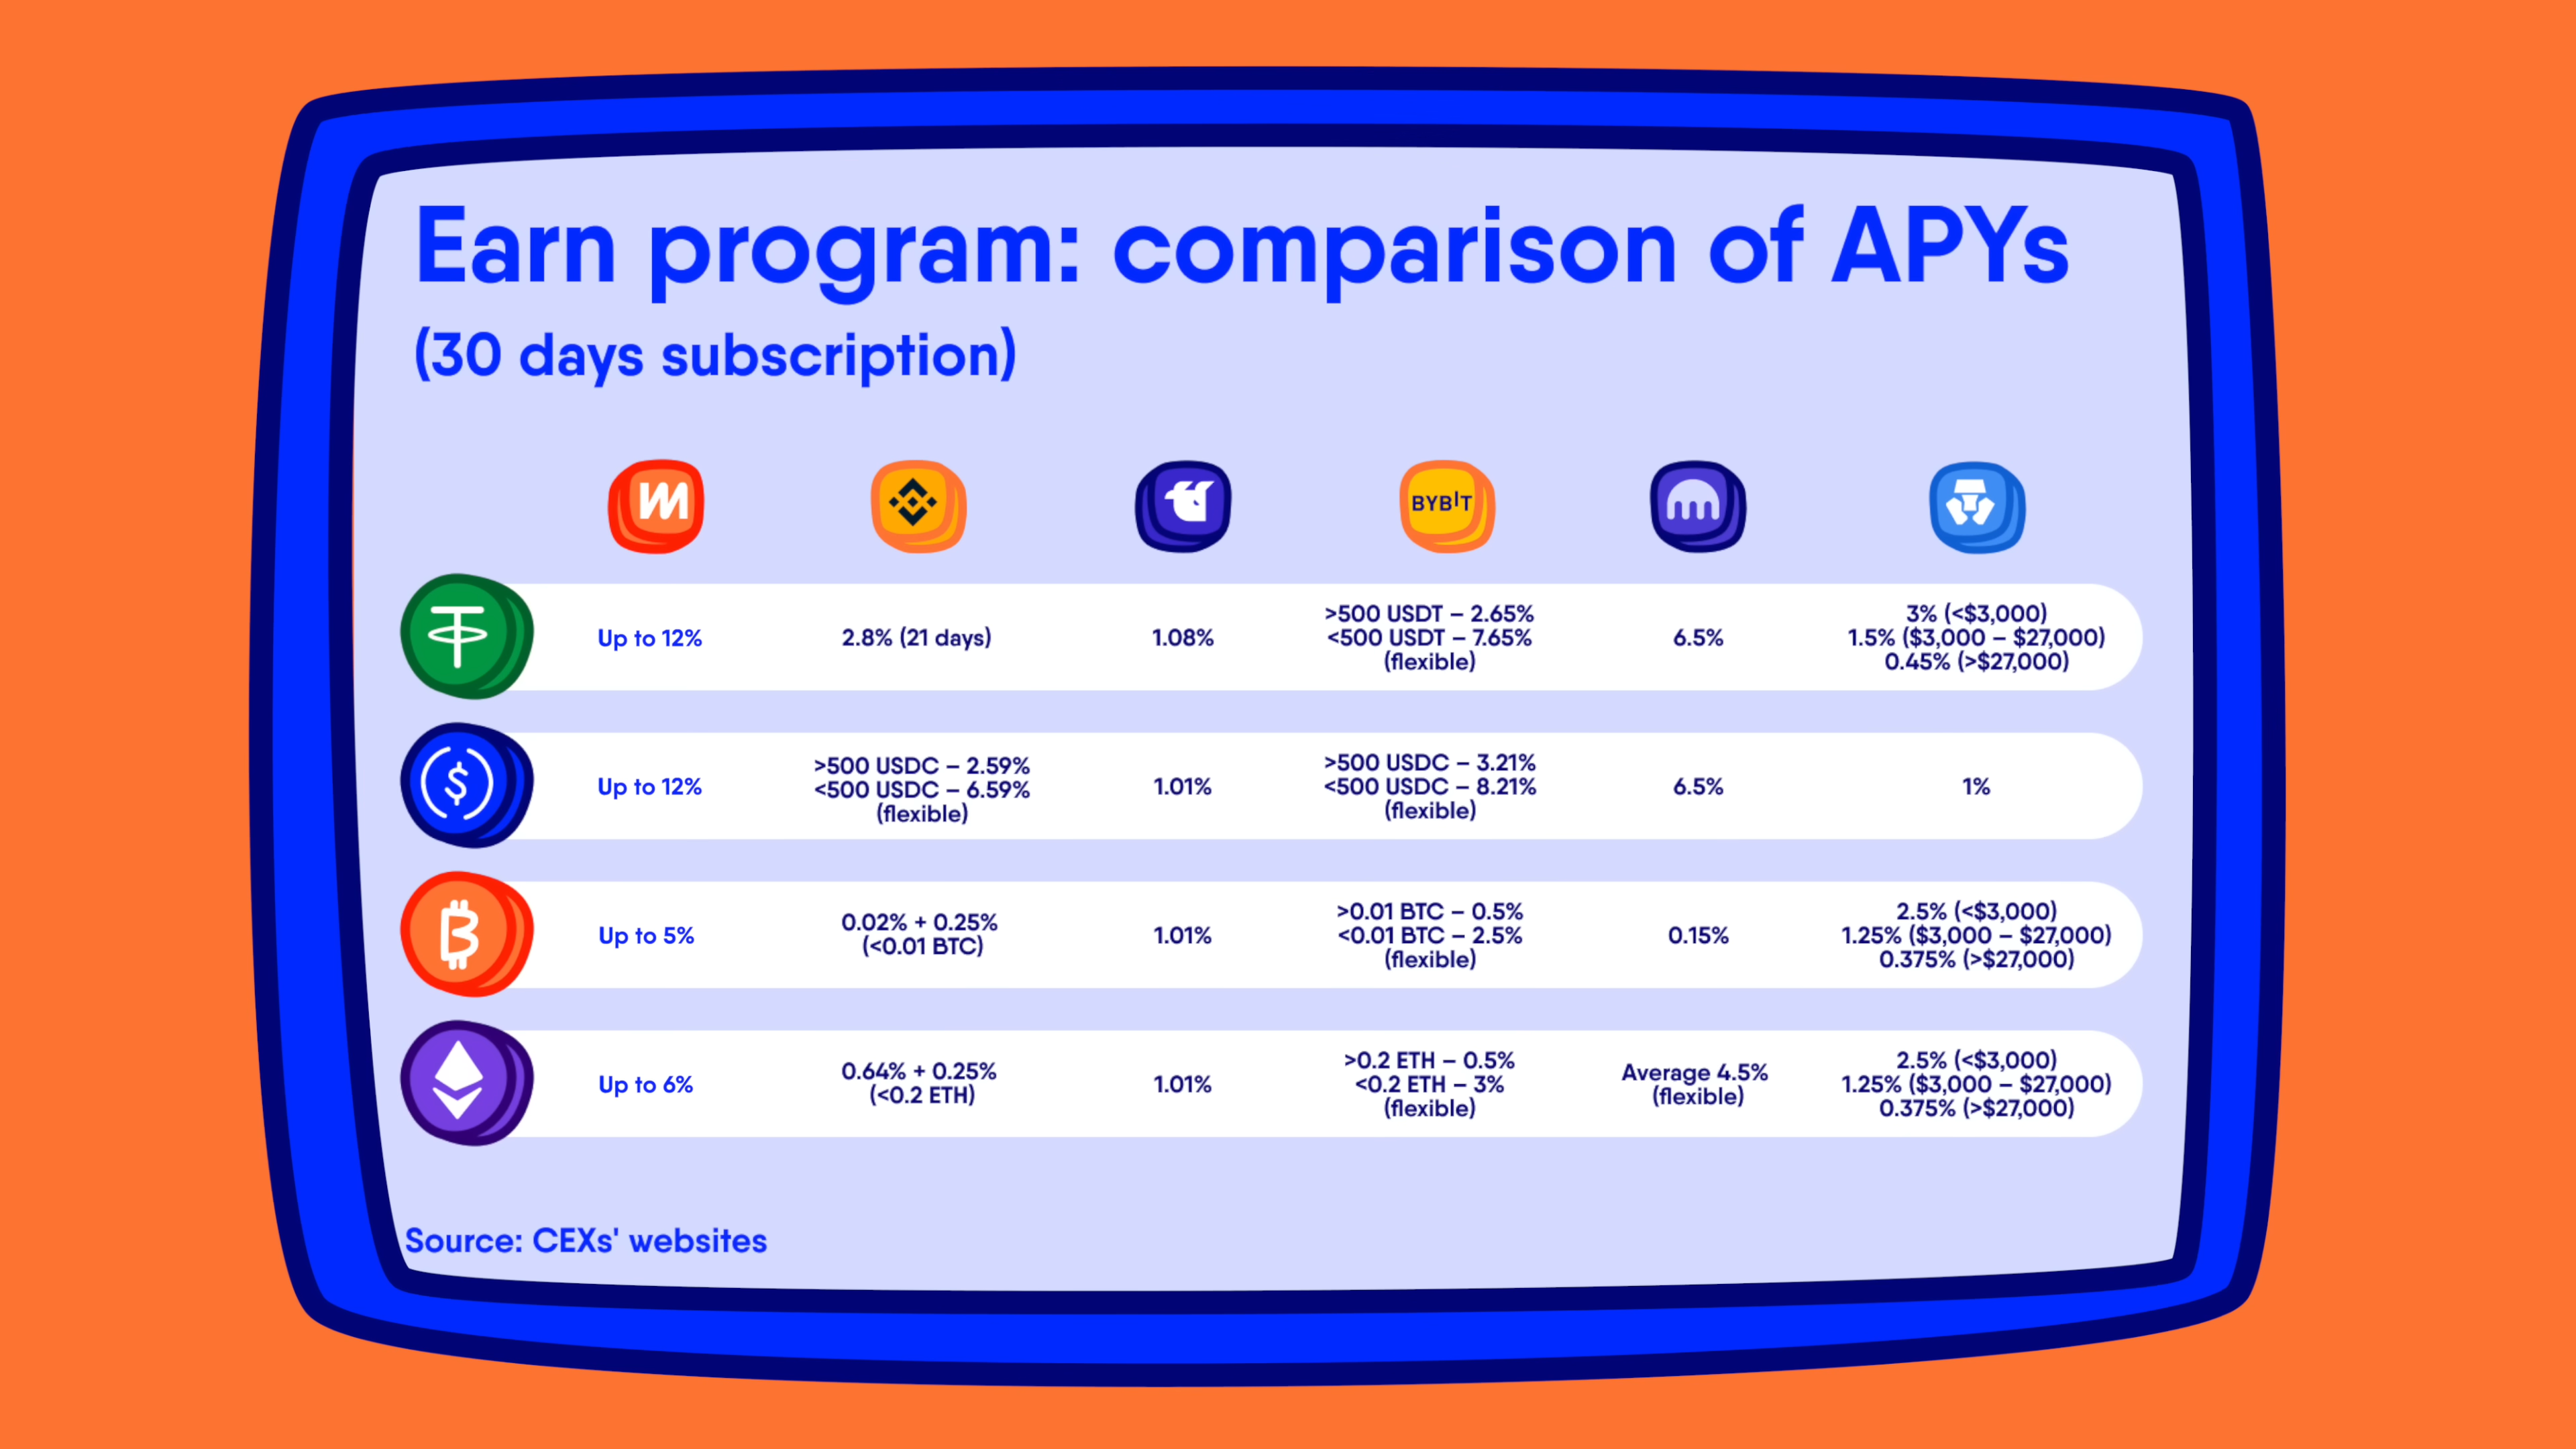 Earn program: comparison of APYs
(30 days subscription)
BYBIT
Up to 12%
2.8% (21 days)
1.08%
>500 USDT – 2.65%
<500 USDT – 7.65%
(flexible)
6.5%
3% (<$3,000)
1.5% ($3,000 – $27,000)
0.45% (>$27,000)
Up to 12%
>500 USDC – 2.59%
<500 USDC – 6.59%
(flexible)
1.01%
>500 USDC – 3.21%
<500 USDC – 8.21%
(flexible)
6.5%
1%
Up to 5%
0.02% + 0.25%
(<0.01 BTC)
1.01%
>0.01 BTC – 0.5%
<0.01 BTC – 2.5%
(flexible)
0.15%
2.5% (<$3,000)
1.25% ($3,000 – $27,000)
0.375% (>$27,000)
Up to 6%
0.64% + 0.25%
(<0.2 ETH)
1.01%
>0.2 ETH – 0.5%
<0.2 ETH – 3%
(flexible)
Average 4.5%
(flexible)
2.5% (<$3,000)
1.25% ($3,000 – $27,000)
0.375% (>$27,000)
Source: CEXs' websites